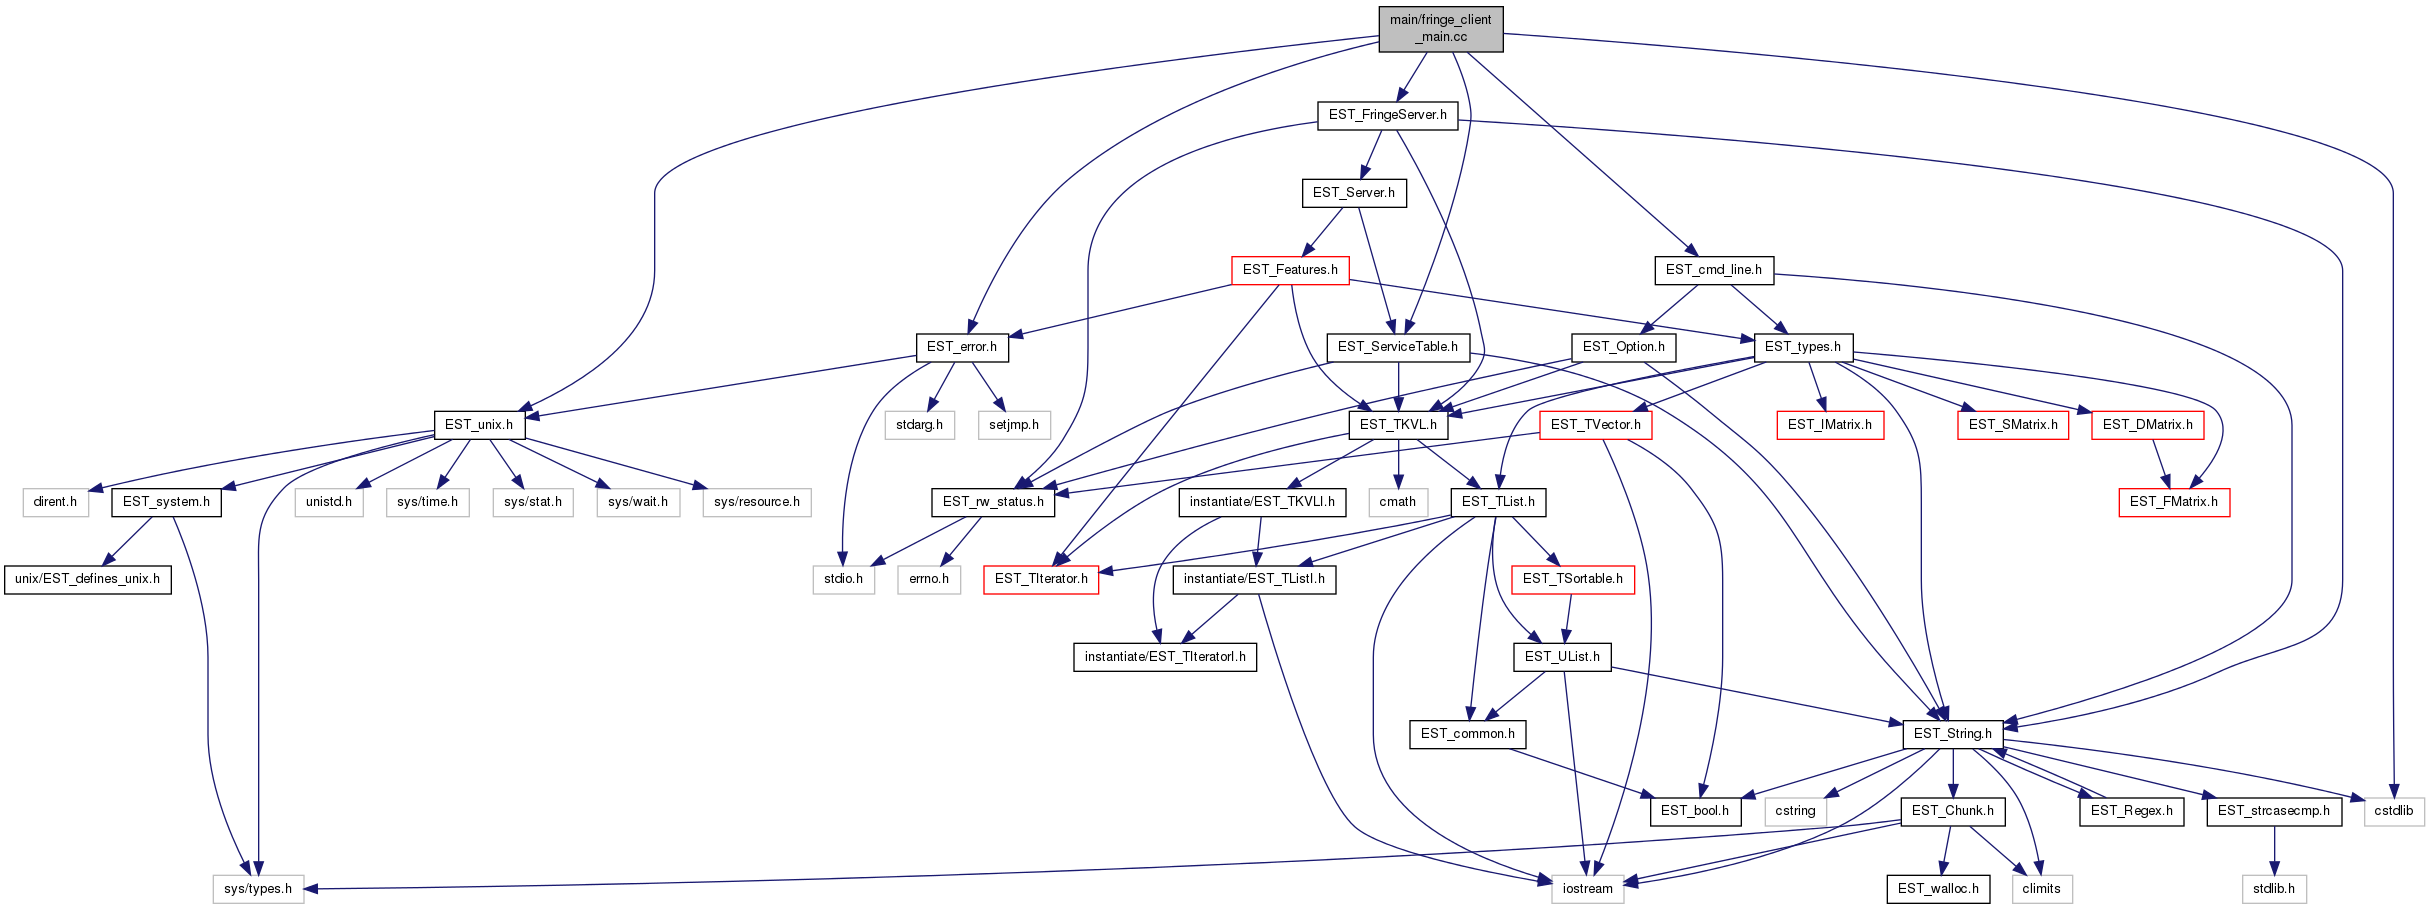 main/fringe_client
_main.cc
EST_FringeServer.h
EST_Server.h
EST_Features.h
EST_cmd_line.h
EST_error.h
EST_ServiceTable.h
EST_Option.h
EST_types.h
EST_unix.h
stdarg.h
setjmp.h
EST_TKVL.h
EST_TVector.h
EST_IMatrix.h
EST_SMatrix.h
EST_DMatrix.h
dirent.h
EST_system.h
unistd.h
sys/time.h
sys/stat.h
sys/wait.h
sys/resource.h
EST_rw_status.h
instantiate/EST_TKVLI.h
cmath
EST_TList.h
EST_FMatrix.h
unix/EST_defines_unix.h
stdio.h
errno.h
EST_TIterator.h
instantiate/EST_TListI.h
EST_TSortable.h
instantiate/EST_TIteratorI.h
EST_UList.h
EST_common.h
EST_String.h
EST_bool.h
cstring
EST_Chunk.h
EST_Regex.h
EST_strcasecmp.h
cstdlib
sys/types.h
iostream
EST_walloc.h
climits
stdlib.h